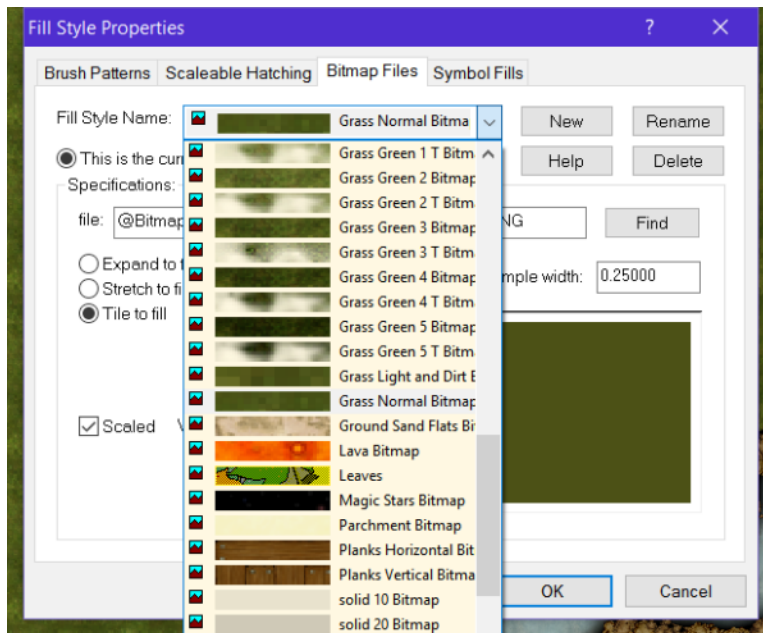 Fill Style Properties ? ×
Brush Patterns Scaleable Hatching Bitmap Files Symbol Fills
Fill Style Name: Grass Normal Bitma New Rename
This is the curr Help Delete
Grass Green 1 T Bitm
Specifications: Grass Green 2 Bitmap
Grass Green 2 T Bitm
file: @Bitmap NG Find
Grass Green 3 Bitmap
Grass Green 3 T Bitm
Expand to f
Stretch to fi Grass Green 4 Bitmap mple width: 0.25000
Grass Green 4 T Bitm
Tile to fill
Grass Green 5 Bitmap
Grass Green 5 T Bitm
Grass Light and Dirt B
Grass Normal Bitmap
Scaled Ground Sand Flats Bi
Lava Bitmap
Leaves
Magic Stars Bitmap
Parchment Bitmap
Planks Horizontal Bit
Planks Vertical Bitma
solid 10 Bitmap OK Cancel
solid 20 Bitmap